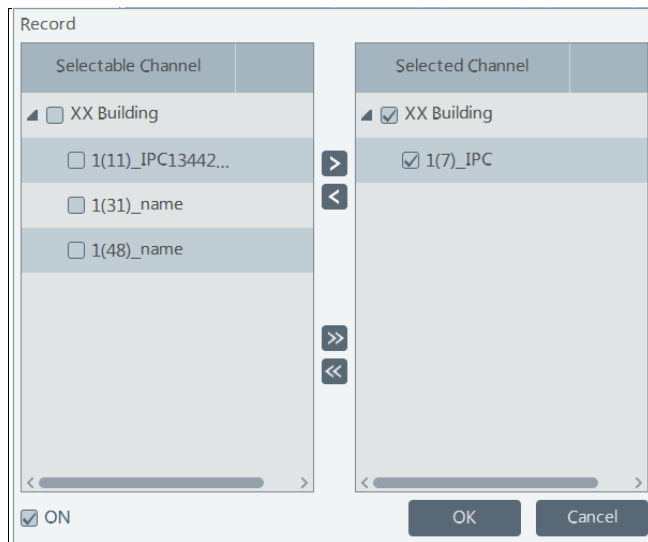 Record
Selectable Channel
Selected Channel
XX Building
1(11)_IPC13442...
1(31)_name
1(48)_name
XX Building
1(7)_IPC
ON
OK
Cancel